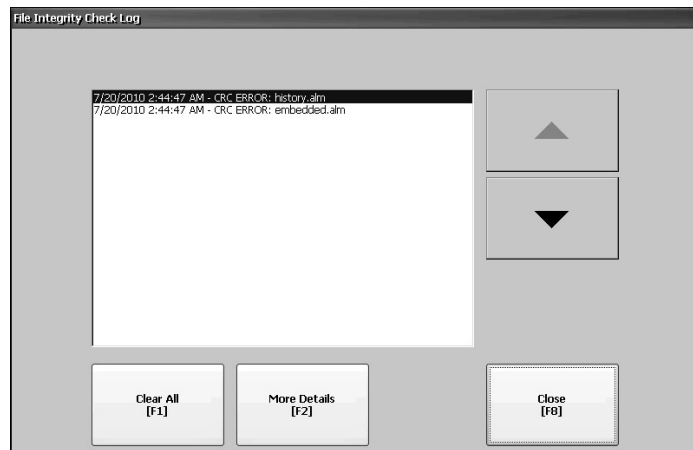 File Integrity Check Log
7/20/2010 2:44:47 AM - CRC ERROR: history.alm
7/20/2010 2:44:47 AM - CRC ERROR: embedded.alm
Clear All
[F1]
More Details
[F2]
Close
[F8]